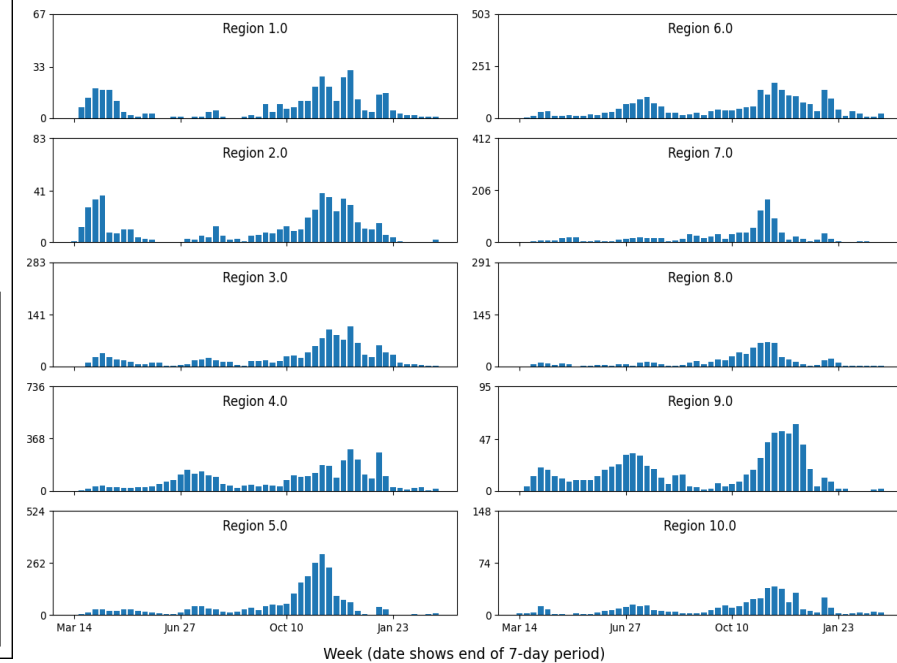 67
33
0
Region 1.0
503
251
0
Region 6.0
83
41
0
Region 2.0
412
206
0
Region 7.0
283
141
0
Region 3.0
291
145
0
Region 8.0
736
368
0
Region 4.0
95
47
0
Region 9.0
524
262
0
Region 5.0
148
74
0
Region 10.0
Mar 14 Jun 27 Oct 10 Jan 23
Mar 14 Jun 27 Oct 10 Jan 23
Week (date shows end of 7-day period)